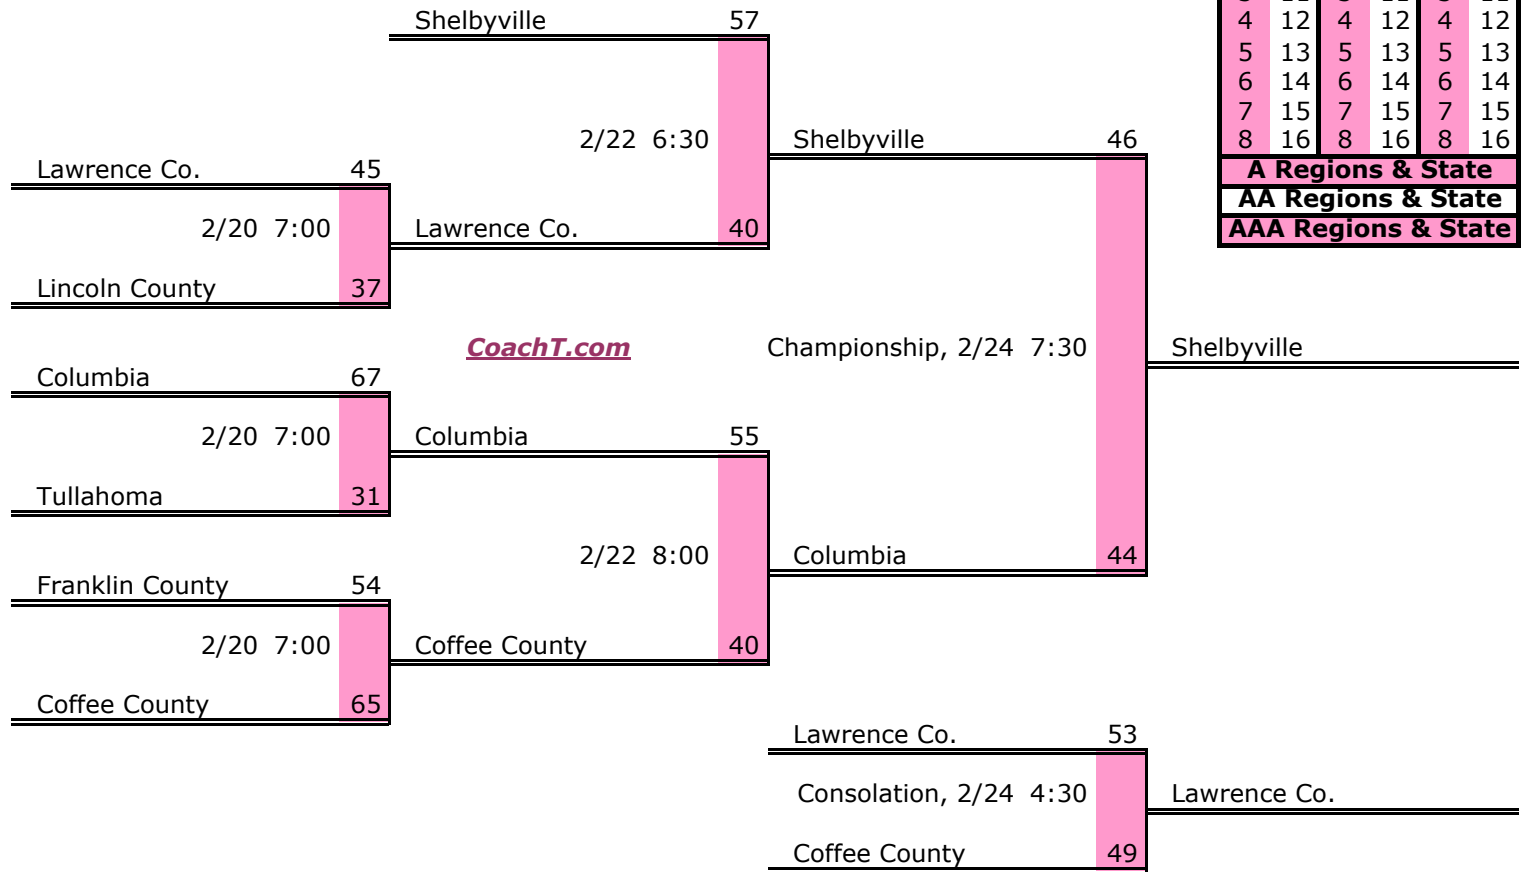 Shelbyville 57
4 12 4 12 4 12
5 13 5 13 5 13
6 14 6 14 6 14
7 15 7 15 7 15
2/22 6:30 Shelbyville 46 8 16 8 16 8 16
Lawrence Co. 45 A Regions & State
AA Regions & State
2/20 7:00 Lawrence Co. 40 AAA Regions & State
Lincoln County 37
CoachT.com Championship, 2/24 7:30 Shelbyville
Columbia 67
2/20 7:00 Columbia 55
Tullahoma 31
2/22 8:00 Columbia 44
Franklin County 54
2/20 7:00 Coffee County 40
Coffee County 65
Lawrence Co. 53
Consolation, 2/24 4:30 Lawrence Co.
Coffee County 49